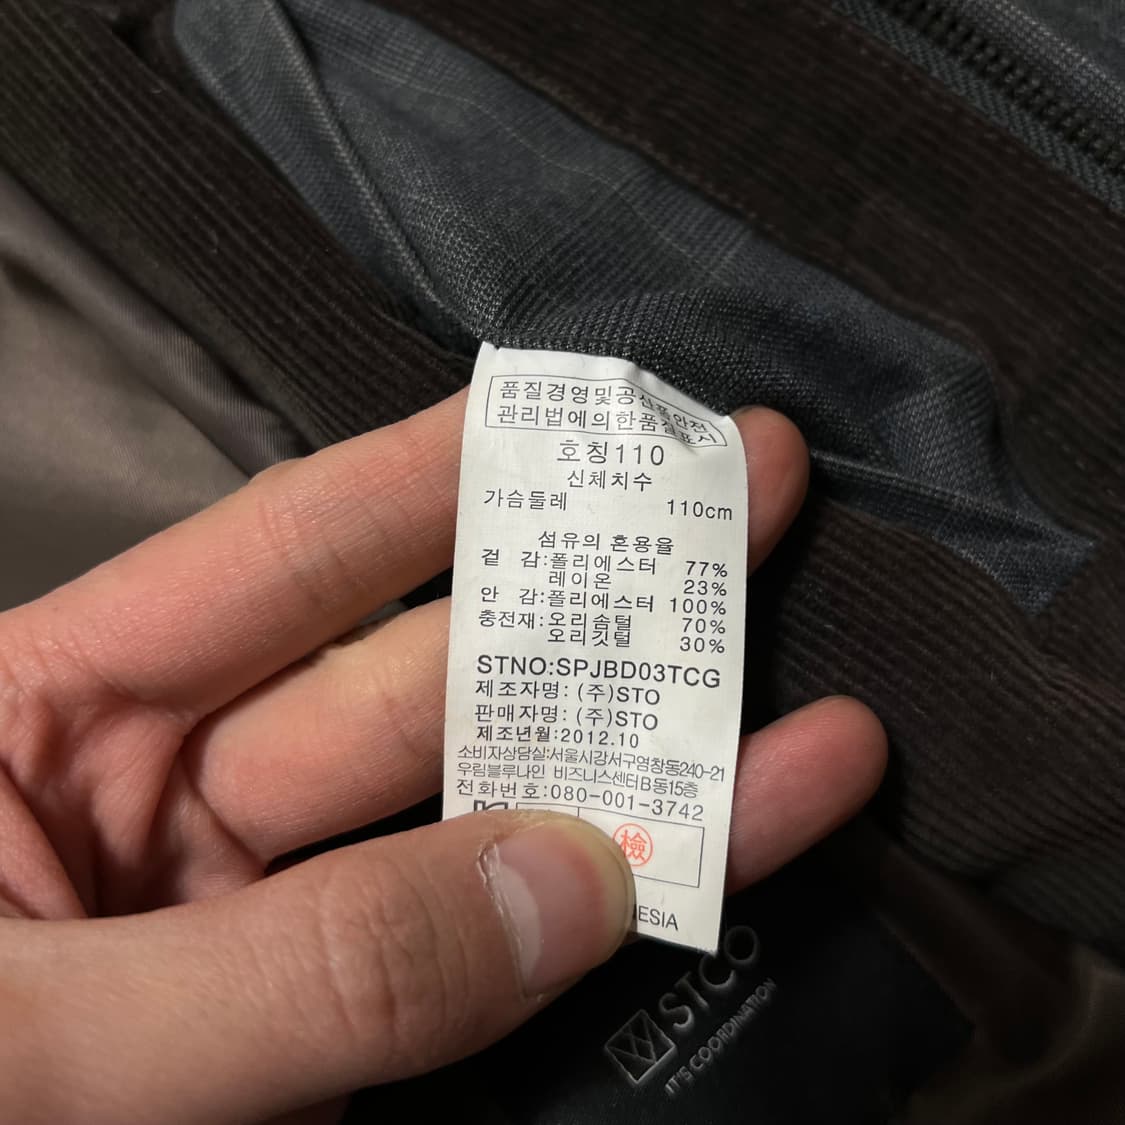 품질경영및공산품안전
관리법에의한품질표시
호칭110
신체치수
가슴둘레 110cm
섬유의 혼용율
겉 감:폴리에스터 77%
레이온 23%
안 감:폴리에스터 100%
충전재:오리솜털 70%
오리깃털 30%
STNO:SPJBD03TCG
제조자명: (주)STO
판매자명: (주)STO
제조년월:2012.10
소비자상담실:서울시강서구염창동240-21
우림블루나인 비즈니스센터B동15층
전화번호:080-001-3742
檢
NESIA
STCO
IT'S COORDINATION